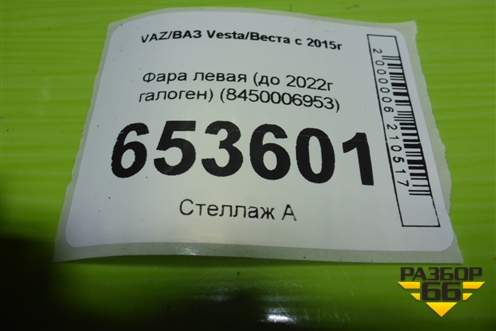 VAZ/ВАЗ Vesta/Веста с 2015г
Фара левая (до 2022г
галоген) (8450006953)
653601
Стеллаж А
2000006210517
РАЗБОР
66